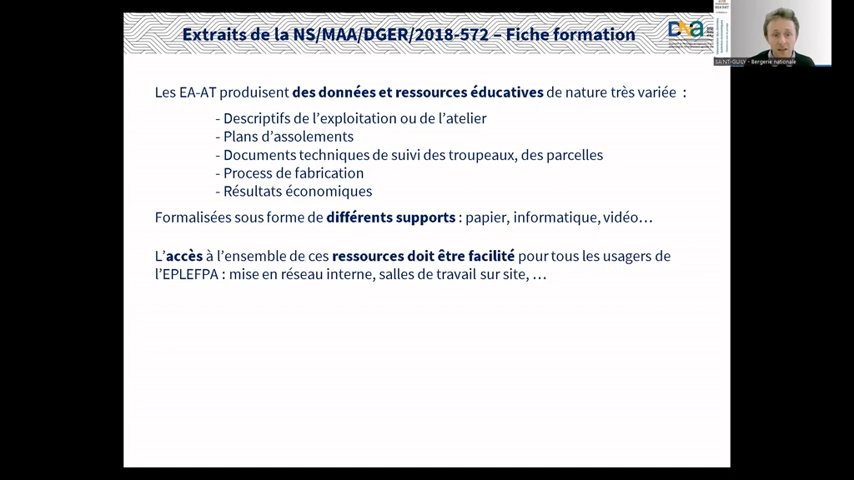 Extraits de la NS/MAA/DGER/2018-572 – Fiche formation
Les EA-AT produisent des données et ressources éducatives de nature très variée :
- Descriptifs de l'exploitation ou de l'atelier
- Plans d'assolements
- Documents techniques de suivi des troupeaux, des parcelles
- Process de fabrication
- Résultats économiques
Formalisées sous forme de différents supports : papier, informatique, vidéo…
L'accès à l'ensemble de ces ressources doit être facilité pour tous les usagers de
l'EPLEFPA : mise en réseau interne, salles de travail sur site, …
- Bergerie nationale